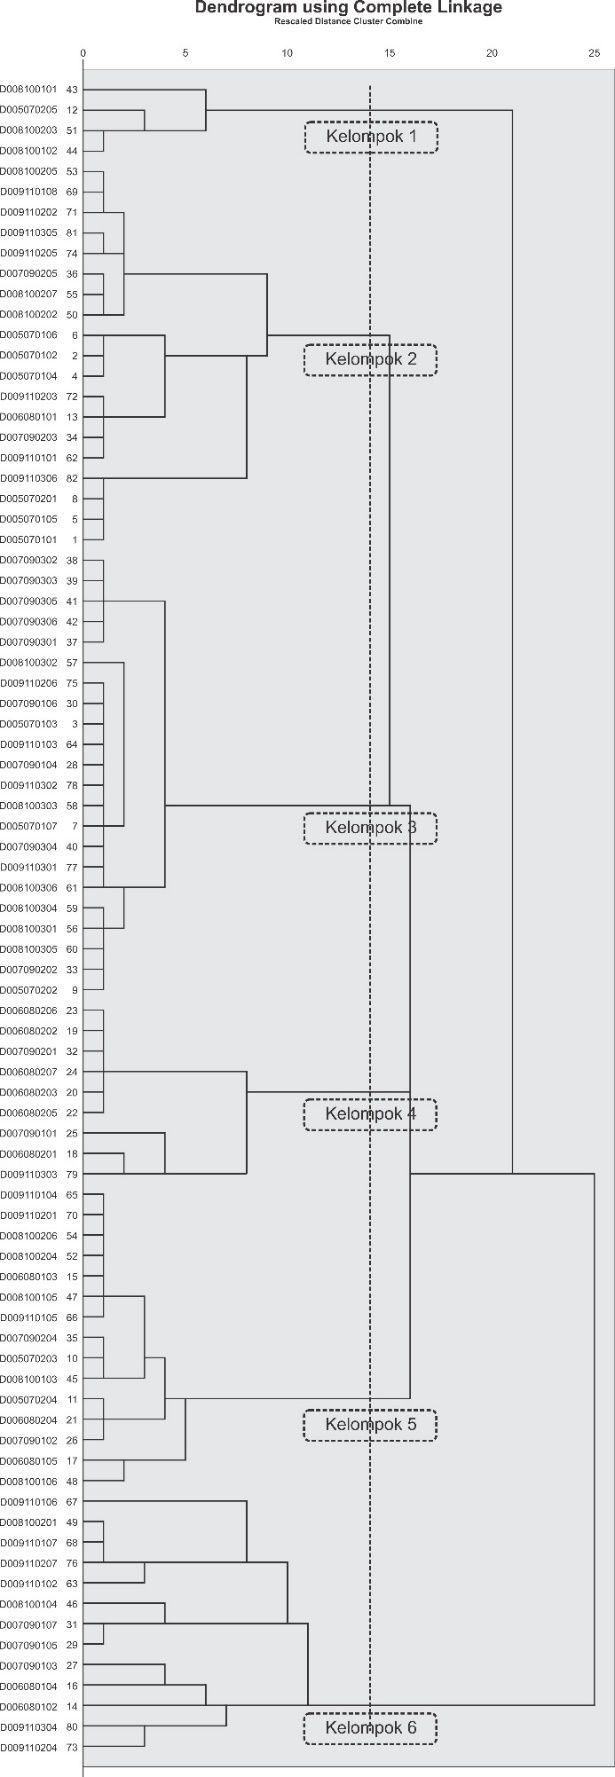 Dendrogram using Complete Linkage
Rescaled Distance Cluster Combine
0 5 10 15 20 25
D008100101 43
D005070205 12
D008100203 51
Kelompok 1
D008100102 44
D008100205 53
D009110108 69
D009110202 71
D009110305 81
D009110205 74
D007090205 36
D008100207 55
D008100202 50
D005070106 6
D005070102 2
Kelompok 2
D005070104 4
D009110203 72
D006080101 13
D007090203 34
D009110101 62
D009110306 82
D005070201 8
D005070105 5
D005070101 1
D007090302 38
D007090303 39
D007090305 41
D007090306 42
D007090301 37
D008100302 57
D009110206 75
D007090106 30
D005070103 3
D009110103 64
D007090104 28
D009110302 78
D008100303 58
D005070107 7
Kelompok 3
D007090304 40
D009110301 77
D008100306 61
D008100304 59
D008100301 56
D008100305 60
D007090202 33
D005070202 9
D006080206 23
D006080202 19
D007090201 32
D006080207 24
D006080203 20
D006080205 22
Kelompok 4
D007090101 25
D006080201 18
D009110303 79
D009110104 65
D009110201 70
D008100206 54
D008100204 52
D006080103 15
D008100105 47
D009110105 66
D007090204 35
D005070203 10
D008100103 45
D005070204 11
D006080204 21
Kelompok 5
D007090102 26
D006080105 17
D008100106 48
D009110106 67
D008100201 49
D009110107 68
D009110207 76
D009110102 63
D008100104 46
D007090107 31
D007090105 29
D007090103 27
D006080104 16
D006080102 14
D009110304 80
Kelompok 6
D009110204 73